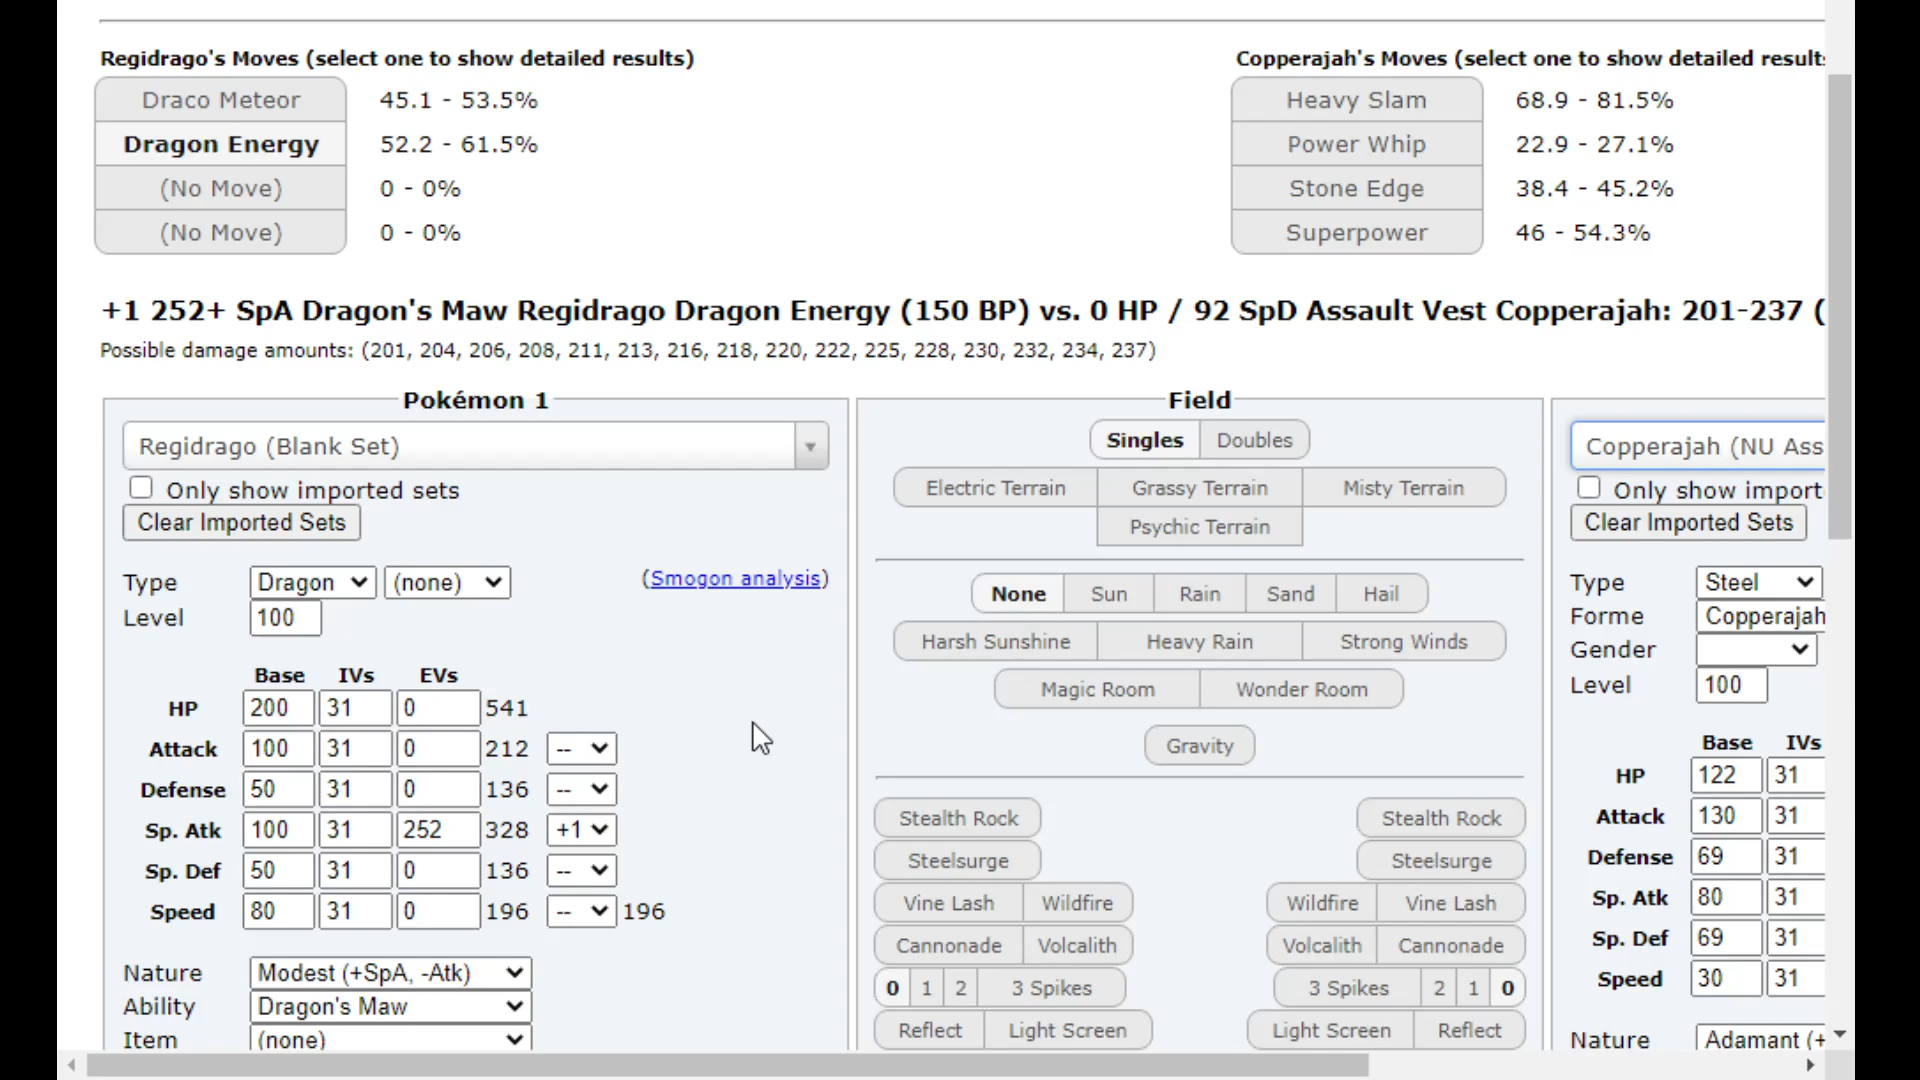 Regidrago's Moves (select one to show detailed results)
Draco Meteor 45.1 - 53.5%
Dragon Energy 52.2 - 61.5%
(No Move) 0 - 0%
(No Move) 0 - 0%
Copperajah's Moves (select one to show detailed result
Heavy Slam 68.9 - 81.5%
Power Whip 22.9 - 27.1%
Stone Edge 38.4 - 45.2%
Superpower 46 - 54.3%
+1 252+ SpA Dragon's Maw Regidrago Dragon Energy (150 BP) vs. 0 HP / 92 SpD Assault Vest Copperajah: 201-237 (
Possible damage amounts: (201, 204, 206, 208, 211, 213, 216, 218, 220, 222, 225, 228, 230, 232, 234, 237)
Pokémon 1
Regidrago (Blank Set)
Only show imported sets
Clear Imported Sets
Type Dragon (none) (Smogon analysis)
Level 100
Base IVs EVs
HP 200 31 0 541
Attack 100 31 0 212 --
Defense 50 31 0 136 --
Sp. Atk 100 31 252 328 +1
Sp. Def 50 31 0 136 --
Speed 80 31 0 196 -- 196
Nature Modest (+SpA, -Atk)
Ability Dragon's Maw
Item (none)
Field
Singles Doubles
Electric Terrain Grassy Terrain Misty Terrain
Psychic Terrain
None Sun Rain Sand Hail
Harsh Sunshine Heavy Rain Strong Winds
Magic Room Wonder Room
Gravity
Stealth Rock Stealth Rock
Steelsurge Steelsurge
Vine Lash Wildfire Wildfire Vine Lash
Cannonade Volcalith Volcalith Cannonade
0 1 2 3 Spikes 3 Spikes 2 1 0
Reflect Light Screen Light Screen Reflect
Copperajah (NU Ass
Only show import
Clear Imported Sets
Type Steel
Forme Copperajah
Gender
Level 100
Base IVs
HP 122 31
Attack 130 31
Defense 69 31
Sp. Atk 80 31
Sp. Def 69 31
Speed 30 31
Nature Adamant (+